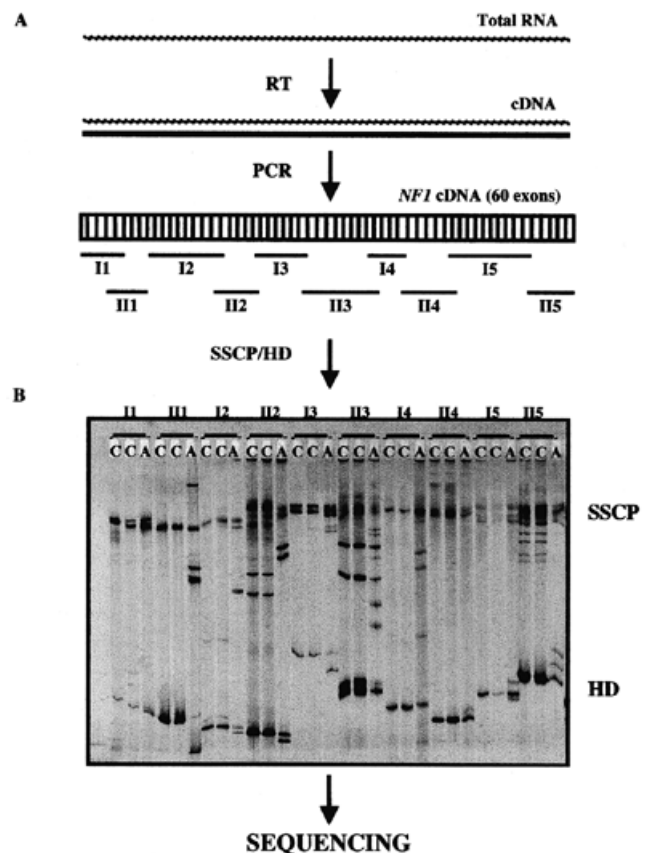 A
Total RNA
RT
cDNA
PCR
NF1 cDNA (60 exons)
I1 I2 I3 I4 I5
II1 II2 II3 II4 II5
SSCP/HD
B
I1 II1 I2 II2 I3 II3 I4 II4 I5 II5
C C A C C A C C A C C A C C A C C A C C A C C A C C A C C A
SSCP
HD
SEQUENCING